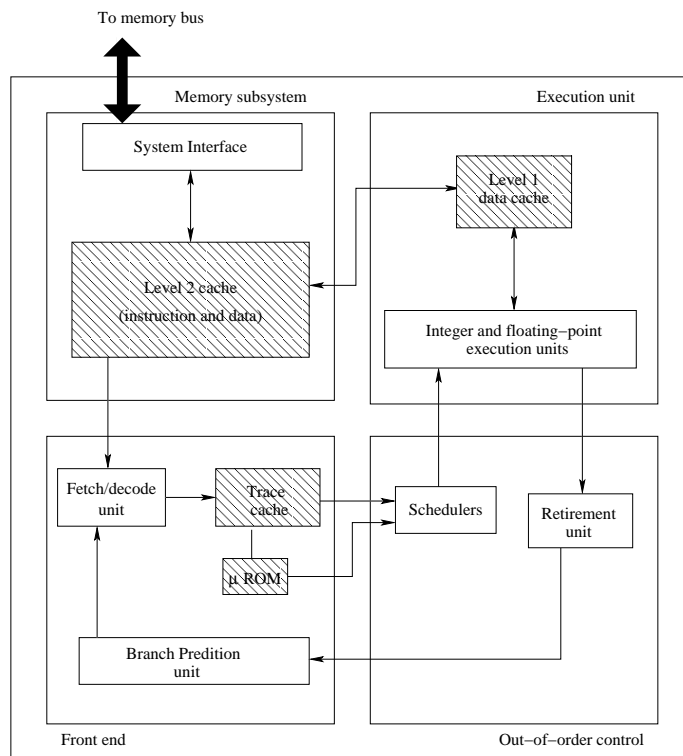 To memory bus
Memory subsystem
Execution unit
System Interface
Level 1
data cache
Level 2 cache
(instruction and data)
Integer and floating−point
execution units
Fetch/decode
unit
Trace
cache
Schedulers
Retirement
unit
μ ROM
Branch Predition
unit
Front end
Out−of−order control